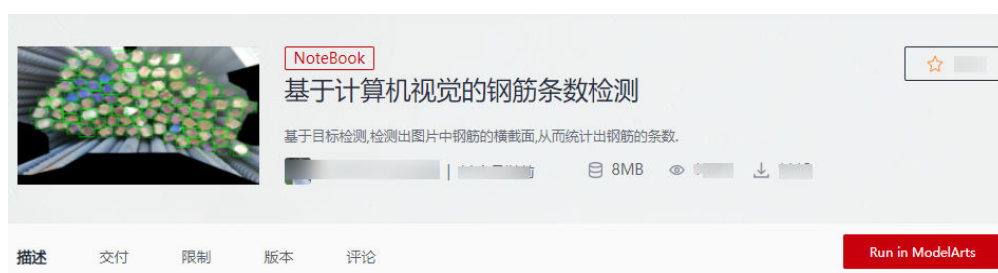 NoteBook
基于计算机视觉的钢筋条数检测
基于目标检测,检测出图片中钢筋的横截面,从而统计出钢筋的条数.
| 8MB
描述 交付 限制 版本 评论 Run in ModelArts